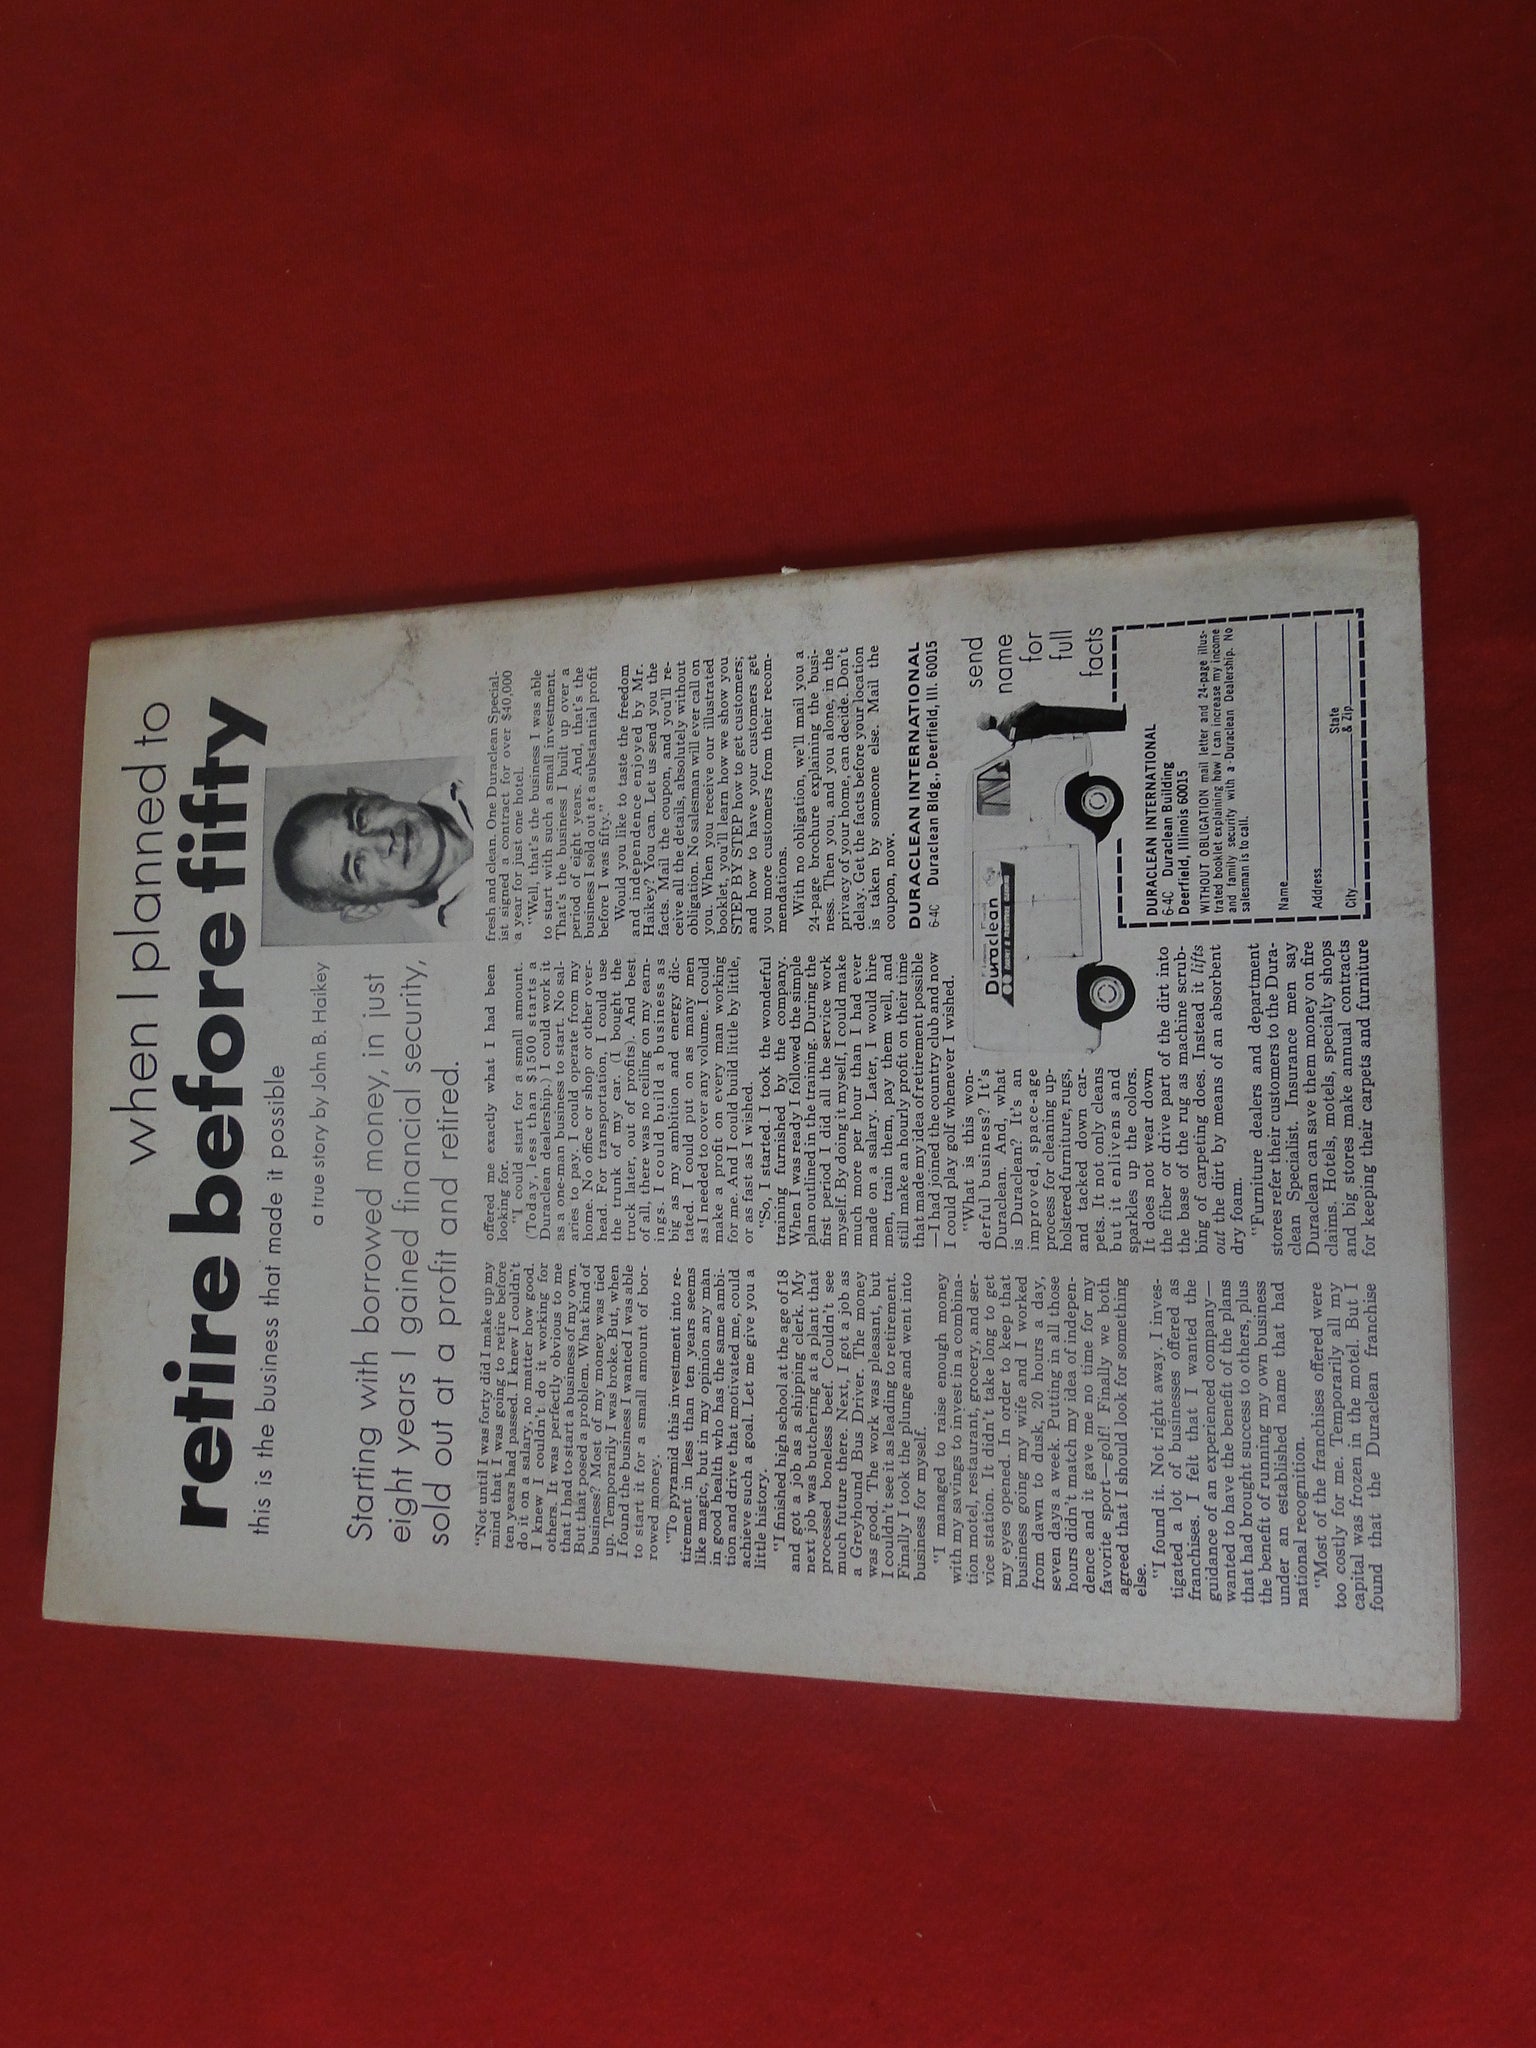 when I planned to
retire before fifty
this is the business that made it possible
a true story by John B. Haikey
Starting with borrowed money, in just
eight years I gained financial security,
sold out at a profit and retired.
"Not until I was forty did I make up my
mind that I was going to retire before
ten years had passed. I knew I couldn't
do it on a salary, no matter how good.
I knew I couldn't do it working for
others. It was perfectly obvious to me
that I had to start a business of my own.
But that posed a problem. What kind of
business? Most of my money was tied
up. Temporarily I was broke. But, when
I found the business I wanted I was able
to start it for a small amount of bor-
rowed money.
"To pyramid this investment into re-
tirement in less than ten years seems
like magic, but in my opinion any man
in good health who has the same ambi-
tion and drive that motivated me, could
achieve such a goal. Let me give you a
little history.
"I finished high school at the age of 18
and got a job as a shipping clerk. My
next job was butchering at a plant that
processed boneless beef. Couldn't see
much future there. Next, I got a job as
a Greyhound Bus Driver. The money
was good. The work was pleasant, but
I couldn't see it as leading to retirement.
Finally I took the plunge and went into
business for myself.
"I managed to raise enough money
with my savings to invest in a combina-
tion motel, restaurant, grocery, and ser-
vice station. It didn't take long to get
my eyes opened. In order to keep that
business going my wife and I worked
from dawn to dusk, 20 hours a day,
seven days a week. Putting in all those
hours didn't match my idea of indepen-
dence and it gave me no time for my
favorite sport—golf! Finally we both
agreed that I should look for something
else.
"I found it. Not right away. I inves-
tigated a lot of businesses offered as
franchises. I felt that I wanted the
guidance of an experienced company—
wanted to have the benefit of the plans
that had brought success to others, plus
the benefit of running my own business
under an established name that had
national recognition.
"Most of the franchises offered were
too costly for me. Temporarily all my
capital was frozen in the motel. But I
found that the Duraclean franchise
offered me exactly what I had been
looking for.
"I could start for a small amount.
(Today, less than $1500 starts a
Duraclean dealership.) I could work it
as a one-man business to start. No sal-
aries to pay. I could operate from my
home. No office or shop or other over-
head. For transportation, I could use
the trunk of my car. (I bought the
truck later, out of profits). And best
of all, there was no ceiling on my earn-
ings. I could build a business as
big as my ambition and energy dic-
tated. I could put on as many men
as I needed to cover any volume. I could
make a profit on every man working
for me. And I could build little by little,
or as fast as I wished.
"So, I started. I took the wonderful
training furnished by the company.
When I was ready I followed the simple
plan outlined in the training. During the
first period I did all the service work
myself. By doing it myself, I could make
much more per hour than I had ever
made on a salary. Later, I would hire
men, train them, pay them well, and
still make an hourly profit on their time
that made my idea of retirement possible
—I had joined the country club and now
I could play golf whenever I wished.
"What is this won-
derful business? It's
Duraclean. And, what
is Duraclean? It's an
improved, space-age
process for cleaning up-
holstered furniture, rugs,
and tacked down car-
pets. It not only cleans
but it enlivens and
sparkles up the colors.
It does not wear down
the fiber or drive part of the dirt into
the base of the rug as machine scrub-
bing of carpeting does. Instead it lifts
out the dirt by means of an absorbent
dry foam.
"Furniture dealers and department
stores refer their customers to the Dura-
clean Specialist. Insurance men say
Duraclean can save them money on fire
claims. Hotels, motels, specialty shops
and big stores make annual contracts
for keeping their carpets and furniture
fresh and clean. One Duraclean Special-
ist signed a contract for over $40,000
a year for just one hotel.
"Well, that's the business I was able
to start with such a small investment.
That's the business I built up over a
period of eight years. And, that's the
business I sold out at a substantial profit
before I was fifty."
Would you like to taste the freedom
and independence enjoyed by Mr.
Haikey? You can. Let us send you the
facts. Mail the coupon, and you'll re-
ceive all the details, absolutely without
obligation. No salesman will ever call on
you. When you receive our illustrated
booklet, you'll learn how we show you
STEP BY STEP how to get customers;
and how to have your customers get
you more customers from their recom-
mendations.
With no obligation, we'll mail you a
24-page brochure explaining the busi-
ness. Then you, and you alone, in the
privacy of your home, can decide. Don't
delay. Get the facts before your location
is taken by someone else. Mail the
coupon, now.
DURACLEAN INTERNATIONAL
6-4C Duraclean Bldg., Deerfield, Ill. 60015
Duraclean
send
name
for
full
facts
DURACLEAN INTERNATIONAL
6-4C Duraclean Building
Deerfield, Illinois 60015
WITHOUT OBLIGATION mail letter and 24-page illus-
trated booklet explaining how I can increase my income
and family security with a Duraclean Dealership. No
salesman is to call.
Name
Address
City State & Zip